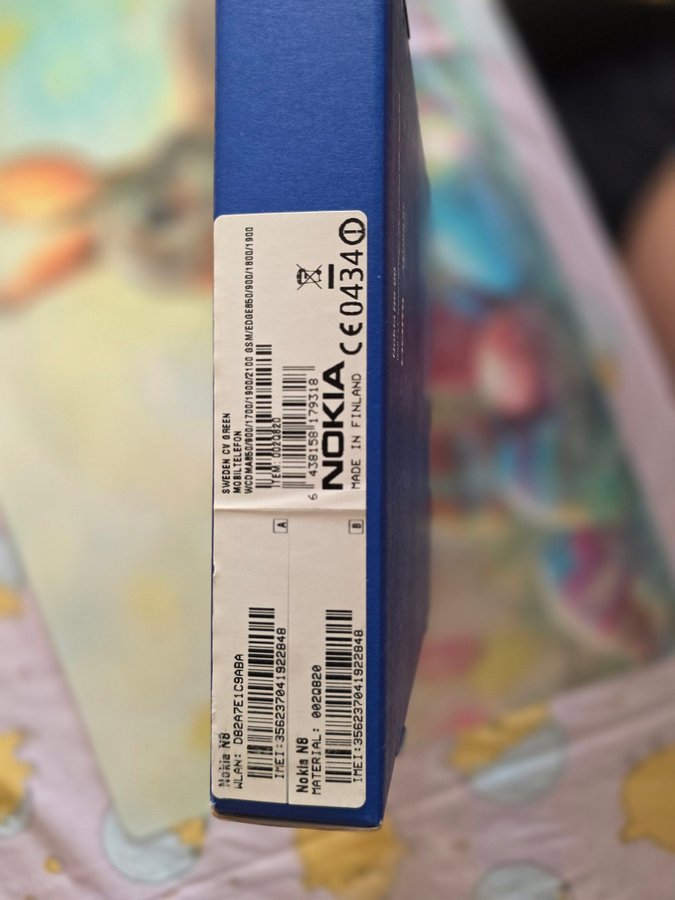 SWEDEN CV GREEN
MOBILTELEFON
WCDMA850/900/1700/1900/2100 GSM/EDGE850/900/1800/1900
ITEM: 002Q820
6 438158 179318
NOKIA
MADE IN FINLAND
CE0434
A
B
Nokia N8
WLAN: D82A7E1C9ABA
IMEI:356237041922848
Nokia N8
MATERIAL: 002Q820
IMEI:356237041922848